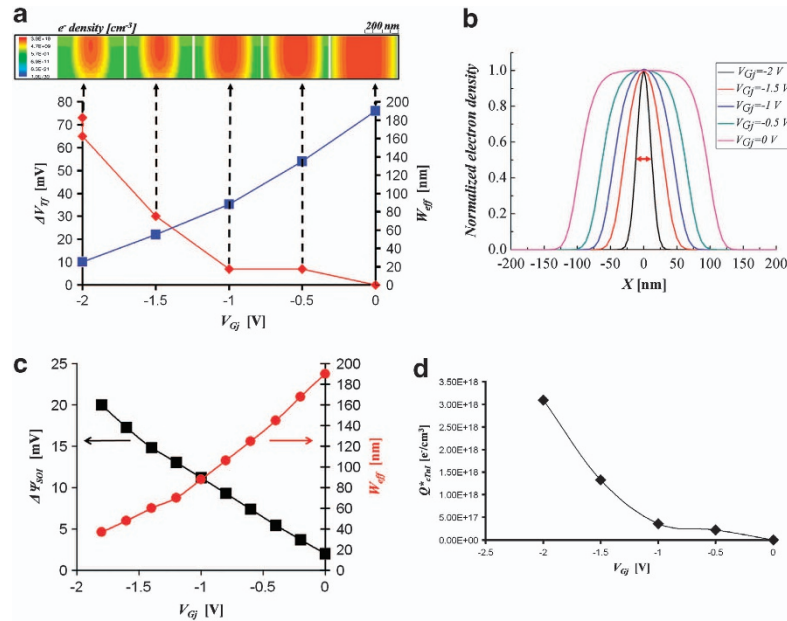 a
e⁻ density [cm⁻³]
200 nm
80
70
60
50
40
30
20
10
0
ΔV_Tf [mV]
200
180
160
140
120
100
80
60
40
20
0
W_eff [nm]
-2
-1.5
-1
-0.5
0
V_Gj [V]
b
Normalized electron density
1.0
0.8
0.6
0.4
0.2
0.0
V_Gj=-2 V
V_Gj=-1.5 V
V_Gj=-1 V
V_Gj=-0.5 V
V_Gj=0 V
-200 -150 -100 -50 0 50 100 150 200
X [nm]
c
25
20
15
10
5
0
ΔΨ_SOI [mV]
200
180
160
140
120
100
80
60
40
20
0
W_eff [nm]
-2 -1.5 -1 -0.5 0
V_Gj [V]
d
3.50E+18
3.00E+18
2.50E+18
2.00E+18
1.50E+18
1.00E+18
5.00E+17
0.00E+00
-2.5 -2 -1.5 -1 -0.5 0
V_Gj [V]